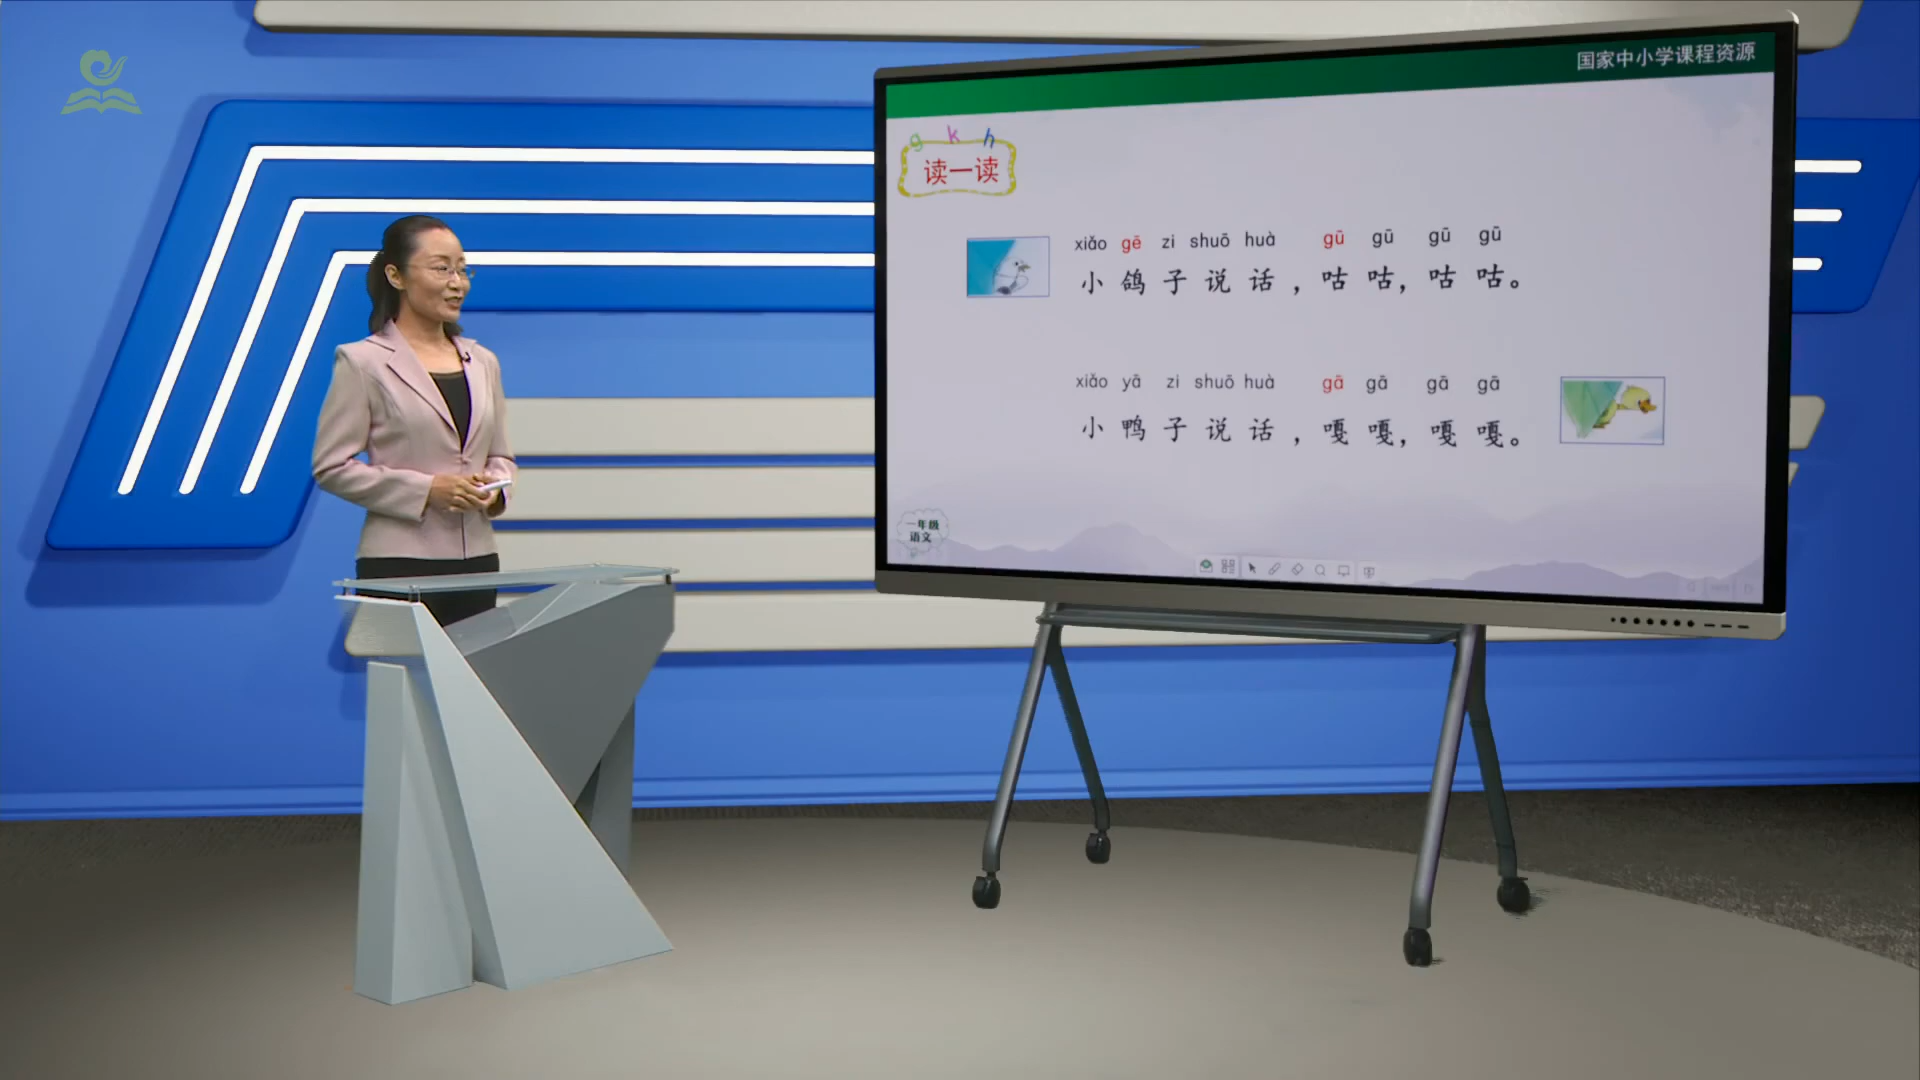 国家中小学课程资源
g k h
读一读
xiǎo gē zi shuō huà gū gū gū gū
小鸽子说话，咕咕，咕咕。
xiǎo yā zi shuō huà gā gā gā gā
小鸭子说话，嘎嘎，嘎嘎。
一年级
语文